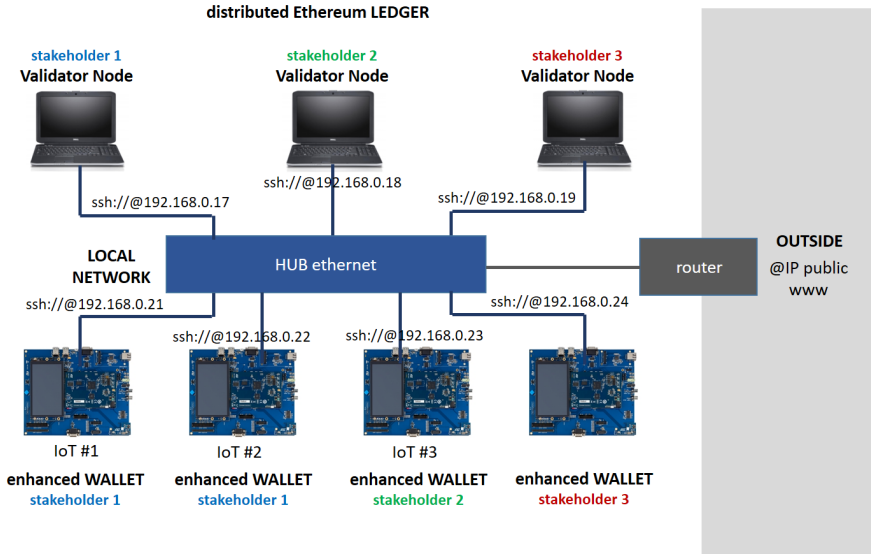 distributed Ethereum LEDGER
stakeholder 1
Validator Node
stakeholder 2
Validator Node
stakeholder 3
Validator Node
ssh://@192.168.0.17
ssh://@192.168.0.18
ssh://@192.168.0.19
LOCAL
NETWORK
HUB ethernet
router
OUTSIDE
@IP public
www
ssh://@192.168.0.21
ssh://@192.168.0.22
ssh://@192.168.0.23
ssh://@192.168.0.24
IoT #1
IoT #2
IoT #3
enhanced WALLET
stakeholder 1
enhanced WALLET
stakeholder 1
enhanced WALLET
stakeholder 2
enhanced WALLET
stakeholder 3